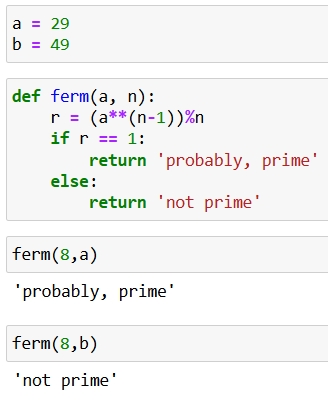 a = 29
b = 49
def ferm(a, n):
    r = (a**(n-1))%n
    if r == 1:
        return 'probably, prime'
    else:
        return 'not prime'
ferm(8,a)
'probably, prime'
ferm(8,b)
'not prime'